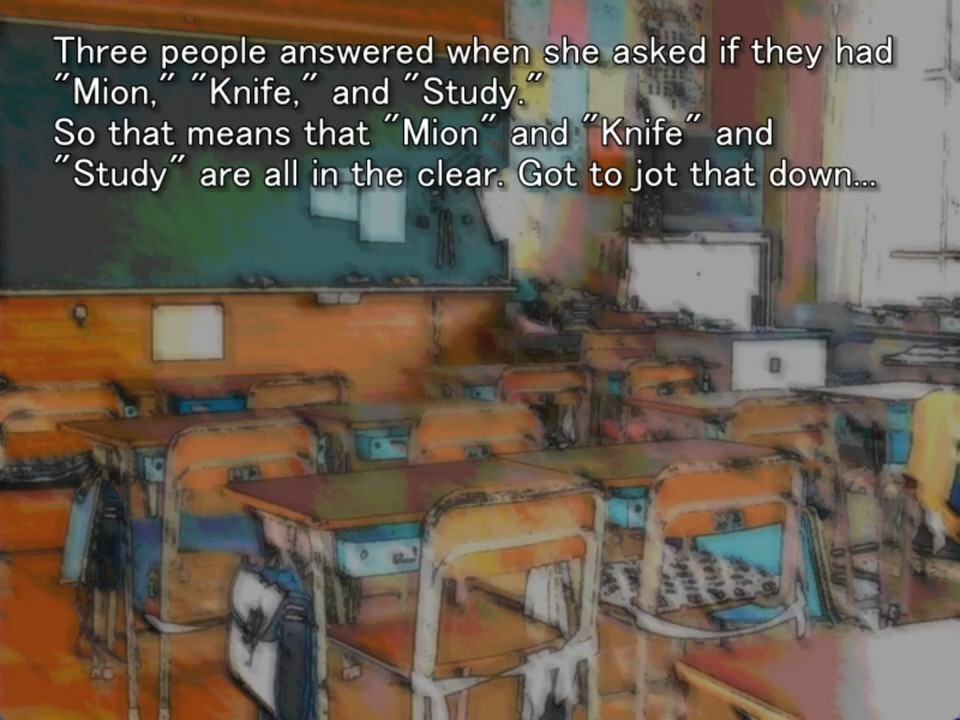 Three people answered when she asked if they had
"Mion," "Knife," and "Study."
So that means that "Mion" and "Knife" and
"Study" are all in the clear. Got to jot that down...